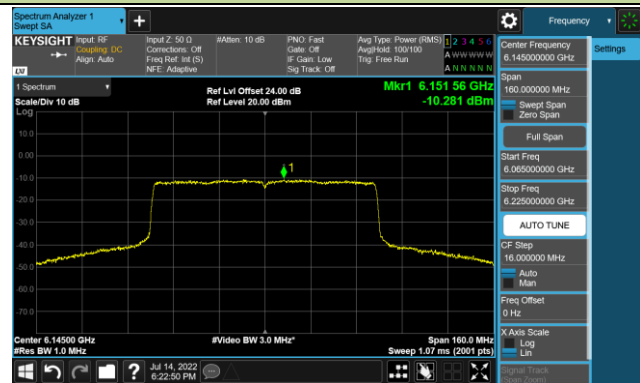 Spectrum Analyzer 1
Swept SA
Frequency
KEYSIGHT
Input: RF
Coupling: DC
Align: Auto
Input Z: 50 Ω
Corrections: Off
Freq Ref: Int (S)
NFE: Adaptive
#Atten: 10 dB
PNO: Fast
Gate: Off
IF Gain: Low
Sig Track: Off
Avg Type: Power (RMS)
Avg|Hold: 100/100
Trig: Free Run
1 2 3 4 5 6
A W W W W W
A N N N N N
LXI
1 Spectrum
Scale/Div 10 dB
Log
Ref Lvl Offset 24.00 dB
Ref Level 20.00 dBm
Mkr1 6.151 56 GHz
-10.281 dBm
10.0
0.00
-10.0
-20.0
-30.0
-40.0
-50.0
-60.0
-70.0
1
Center 6.14500 GHz
#Res BW 1.0 MHz
#Video BW 3.0 MHz*
Span 160.0 MHz
Sweep 1.07 ms (2001 pts)
Jul 14, 2022
6:22:50 PM
Center Frequency
6.145000000 GHz
Span
160.000000 MHz
Swept Span
Zero Span
Full Span
Start Freq
6.065000000 GHz
Stop Freq
6.225000000 GHz
AUTO TUNE
CF Step
16.000000 MHz
Auto
Man
Freq Offset
0 Hz
X Axis Scale
Log
Lin
Signal Track
(Span Zoom)
Settings